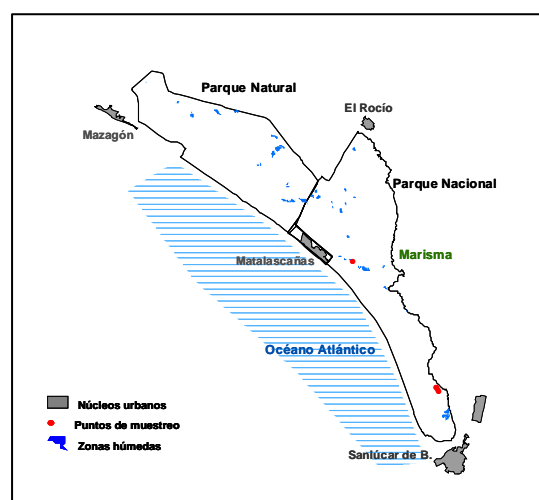 Parque Natural
El Rocío
Mazagón
Parque Nacional
Marisma
Matalascañas
Océano Atlántico
Núcleos urbanos
Puntos de muestreo
Zonas húmedas
Sanlúcar de B.